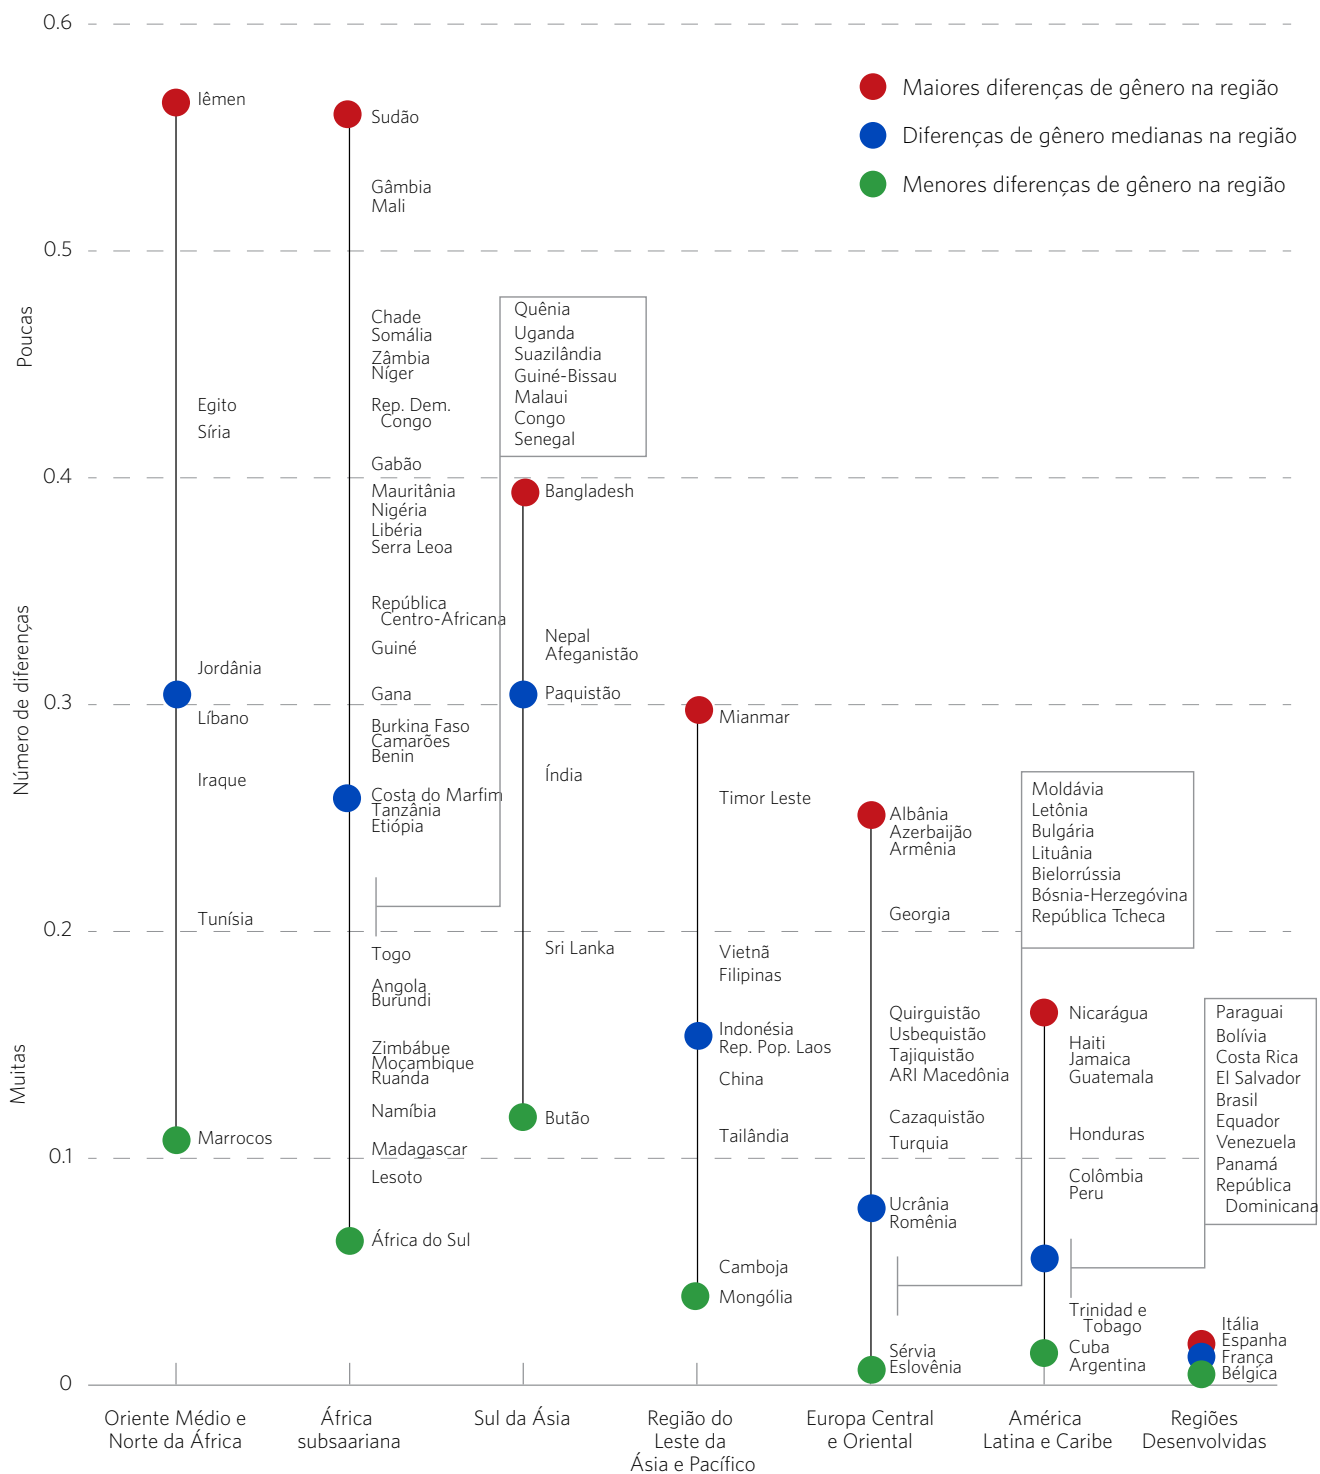 0.6
0.5
0.4
0.3
0.2
0.1
0
Poucas
Número de diferenças
Muitas
Maiores diferenças de gênero na região
Diferenças de gênero medianas na região
Menores diferenças de gênero na região
Iêmen
Egito
Síria
Jordânia
Líbano
Iraque
Tunísia
Marrocos
Sudão
Gâmbia
Mali
Chade
Somália
Zâmbia
Níger
Rep. Dem.
Congo
Gabão
Mauritânia
Nigéria
Libéria
Serra Leoa
República
Centro-Africana
Guiné
Gana
Burkina Faso
Camarões
Benin
Costa do Marfim
Tanzânia
Etiópia
Quênia
Uganda
Suazilândia
Guiné-Bissau
Malaui
Congo
Senegal
Togo
Angola
Burundi
Zimbábue
Moçambique
Ruanda
Namíbia
Madagascar
Lesoto
África do Sul
Bangladesh
Nepal
Afeganistão
Paquistão
Índia
Sri Lanka
Butão
Mianmar
Timor Leste
Vietnã
Filipinas
Indonésia
Rep. Pop. Laos
China
Tailândia
Camboja
Mongólia
Albânia
Azerbaijão
Armênia
Georgia
Quirguistão
Usbequistão
Tajiquistão
ARI Macedônia
Cazaquistão
Turquia
Ucrânia
Romênia
Moldávia
Letônia
Bulgária
Lituânia
Bielorrússia
Bósnia-Herzegóvina
República Tcheca
Sérvia
Eslovênia
Nicarágua
Haiti
Jamaica
Guatemala
Honduras
Colômbia
Peru
Paraguai
Bolívia
Costa Rica
El Salvador
Brasil
Equador
Venezuela
Panamá
República
Dominicana
Trinidad e
Tobago
Cuba
Argentina
Itália
Espanha
França
Bélgica
Oriente Médio e
Norte da África
África
subsaariana
Sul da Ásia
Região do
Leste da
Ásia e Pacífico
Europa Central
e Oriental
América
Latina e Caribe
Regiões
Desenvolvidas